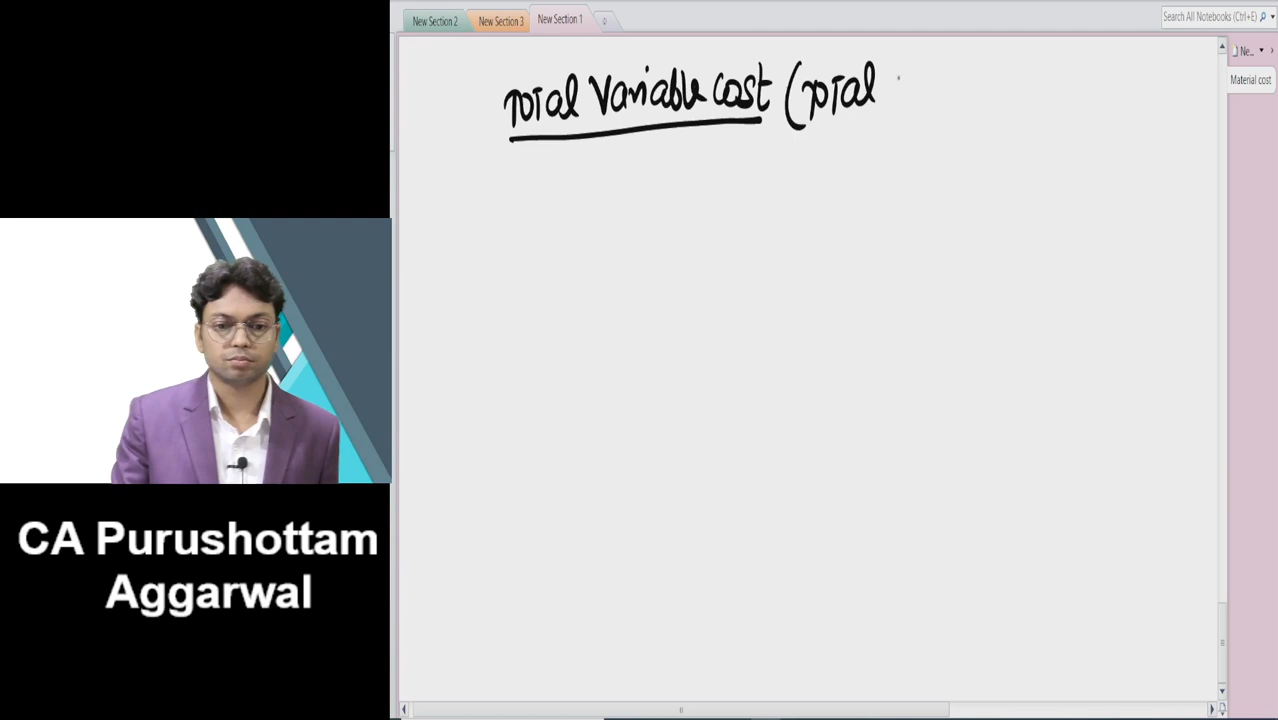 New Section 2
New Section 3
New Section 1
Search All Notebooks (Ctrl+E)
Ne...
Material cost
Total Variable Cost (Total
CA Purushottam
Aggarwal